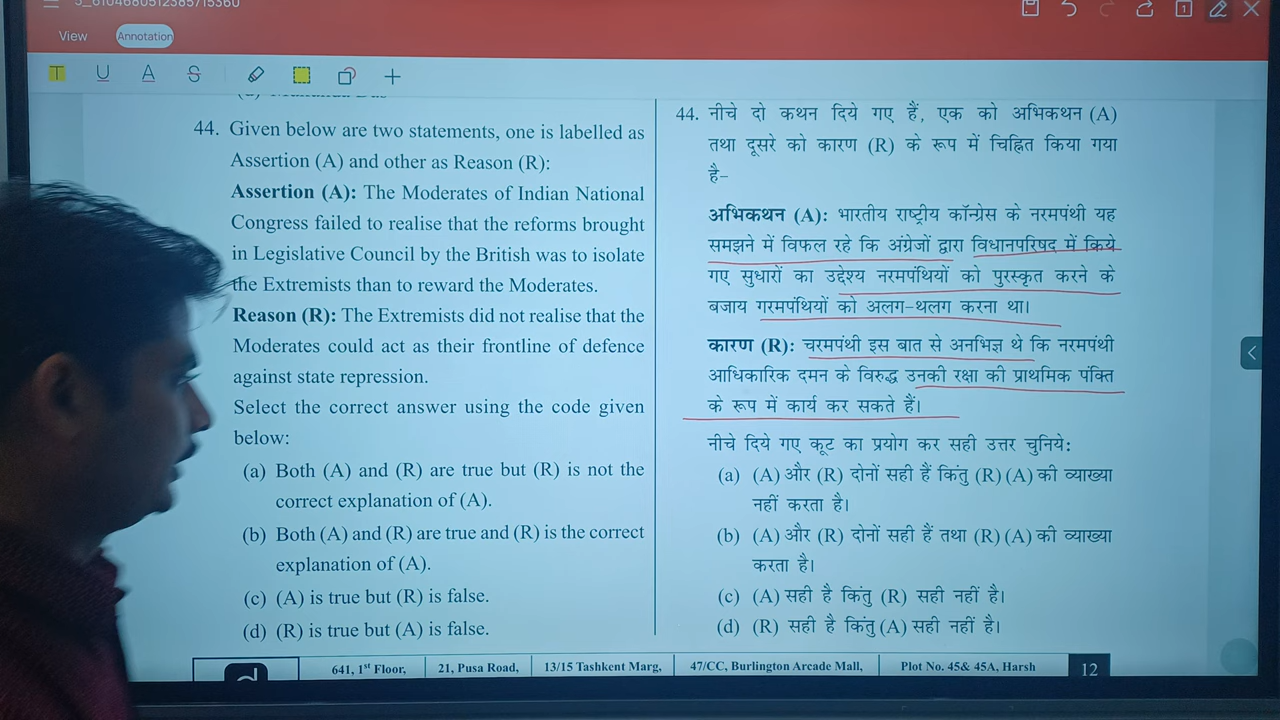 5_6104680512385715360
View
Annotation
44. Given below are two statements, one is labelled as
Assertion (A) and other as Reason (R):
Assertion (A): The Moderates of Indian National
Congress failed to realise that the reforms brought
in Legislative Council by the British was to isolate
the Extremists than to reward the Moderates.
Reason (R): The Extremists did not realise that the
Moderates could act as their frontline of defence
against state repression.
Select the correct answer using the code given
below:
(a) Both (A) and (R) are true but (R) is not the
correct explanation of (A).
(b) Both (A) and (R) are true and (R) is the correct
explanation of (A).
(c) (A) is true but (R) is false.
(d) (R) is true but (A) is false.
44. नीचे दो कथन दिये गए हैं, एक को अभिकथन (A)
तथा दूसरे को कारण (R) के रूप में चिह्नित किया गया
है-
अभिकथन (A): भारतीय राष्ट्रीय कॉन्ग्रेस के नरमपंथी यह
समझने में विफल रहे कि अंग्रेजों द्वारा विधानपरिषद में किये
गए सुधारों का उद्देश्य नरमपंथियों को पुरस्कृत करने के
बजाय गरमपंथियों को अलग-थलग करना था।
कारण (R): चरमपंथी इस बात से अनभिज्ञ थे कि नरमपंथी
आधिकारिक दमन के विरुद्ध उनकी रक्षा की प्राथमिक पंक्ति
के रूप में कार्य कर सकते हैं।
नीचे दिये गए कूट का प्रयोग कर सही उत्तर चुनिये:
(a) (A) और (R) दोनों सही हैं किंतु (R) (A) की व्याख्या
नहीं करता है।
(b) (A) और (R) दोनों सही हैं तथा (R) (A) की व्याख्या
करता है।
(c) (A) सही है किंतु (R) सही नहीं है।
(d) (R) सही है किंतु (A) सही नहीं है।
641, 1st Floor,
21, Pusa Road,
13/15 Tashkent Marg,
47/CC, Burlington Arcade Mall,
Plot No. 45& 45A, Harsh
12